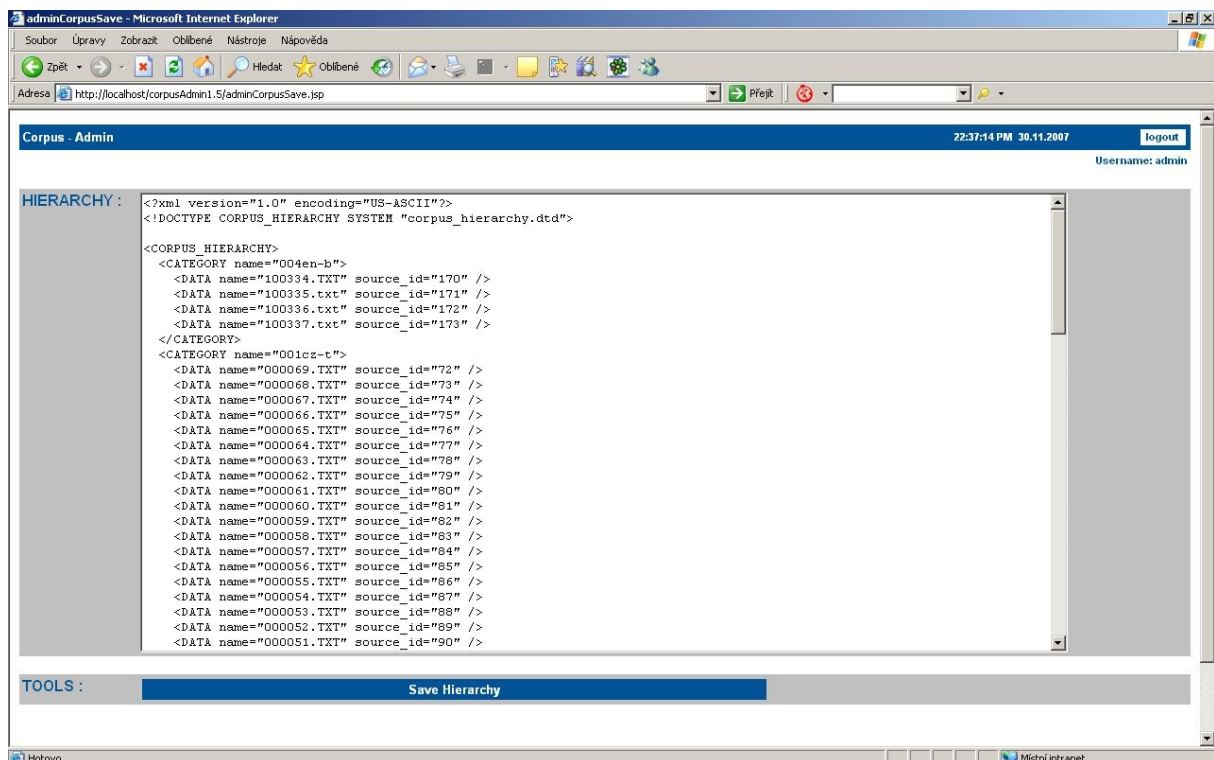 adminCorpusSave - Microsoft Internet Explorer
Soubor Úpravy Zobrazit Oblíbené Nástroje Nápověda
Zpět Hledat Oblíbené
Adresa http://localhost/corpusAdmin1.5/adminCorpusSave.jsp Přejít
Corpus - Admin 22:37:14 PM 30.11.2007 logout
Username: admin
HIERARCHY :
<?xml version="1.0" encoding="US-ASCII"?>
<!DOCTYPE CORPUS_HIERARCHY SYSTEM "corpus_hierarchy.dtd">
<CORPUS_HIERARCHY>
<CATEGORY name="004en-b">
<DATA name="100334.TXT" source_id="170" />
<DATA name="100335.txt" source_id="171" />
<DATA name="100336.txt" source_id="172" />
<DATA name="100337.txt" source_id="173" />
</CATEGORY>
<CATEGORY name="001cz-t">
<DATA name="000069.TXT" source_id="72" />
<DATA name="000068.TXT" source_id="73" />
<DATA name="000067.TXT" source_id="74" />
<DATA name="000066.TXT" source_id="75" />
<DATA name="000065.TXT" source_id="76" />
<DATA name="000064.TXT" source_id="77" />
<DATA name="000063.TXT" source_id="78" />
<DATA name="000062.TXT" source_id="79" />
<DATA name="000061.TXT" source_id="80" />
<DATA name="000060.TXT" source_id="81" />
<DATA name="000059.TXT" source_id="82" />
<DATA name="000058.TXT" source_id="83" />
<DATA name="000057.TXT" source_id="84" />
<DATA name="000056.TXT" source_id="85" />
<DATA name="000055.TXT" source_id="86" />
<DATA name="000054.TXT" source_id="87" />
<DATA name="000053.TXT" source_id="88" />
<DATA name="000052.TXT" source_id="89" />
<DATA name="000051.TXT" source_id="90" />
TOOLS :
Save Hierarchy
Hotovo Místní intranet